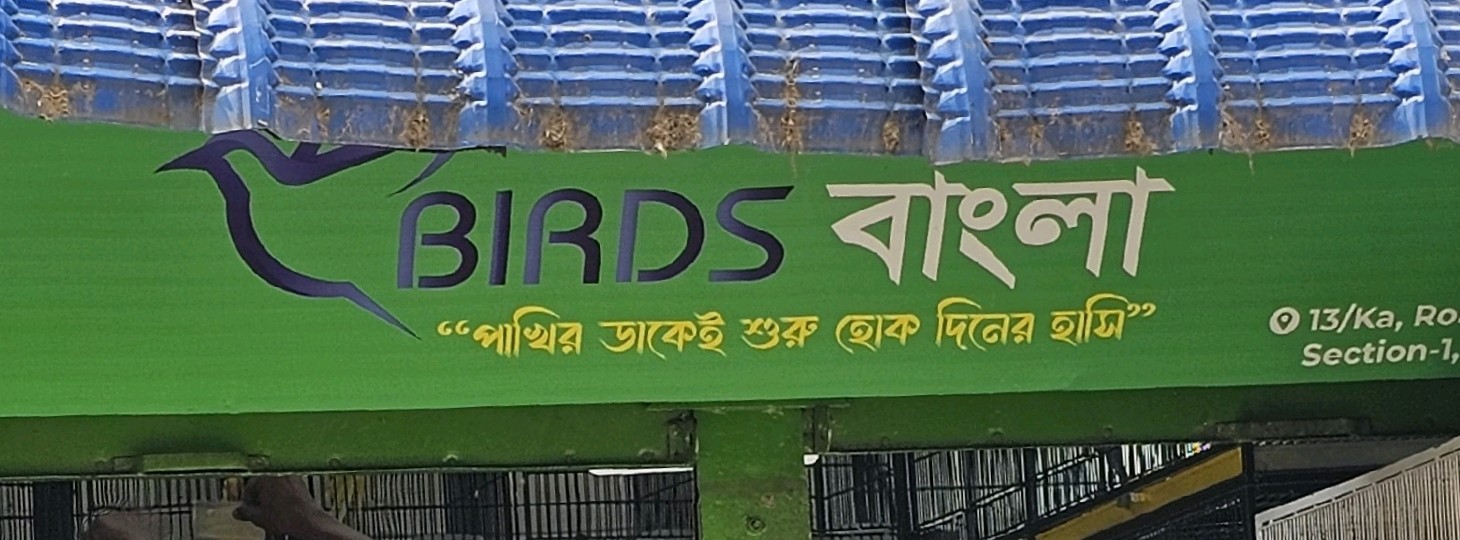 BIRDS বাংলা
“পাখির ডাকেই শুরু হোক দিনের হাসি”
13/Ka,
Section-1,